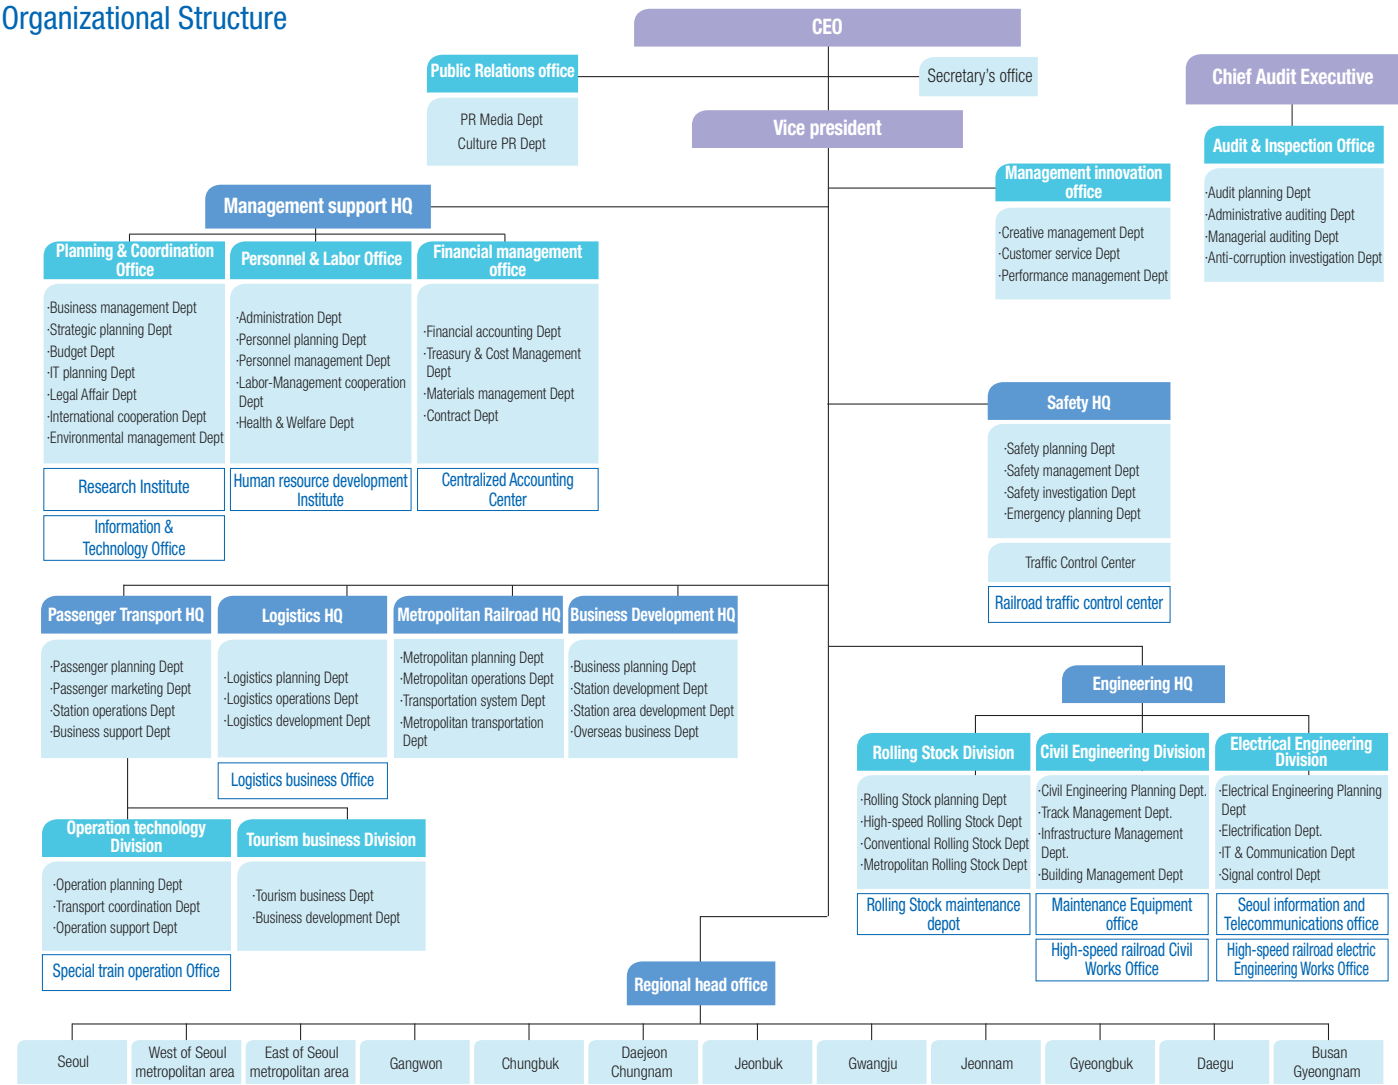 Organizational Structure
CEO
Public Relations office
PR Media Dept
Culture PR Dept
Secretary's office
Vice president
Chief Audit Executive
Audit & Inspection Office
·Audit planning Dept
·Administrative auditing Dept
·Managerial auditing Dept
·Anti-corruption investigation Dept
Management innovation
office
·Creative management Dept
·Customer service Dept
·Performance management Dept
Management support HQ
Planning & Coordination
Office
·Business management Dept
·Strategic planning Dept
·Budget Dept
·IT planning Dept
·Legal Affair Dept
·International cooperation Dept
·Environmental management Dept
Research Institute
Information &
Technology Office
Personnel & Labor Office
·Administration Dept
·Personnel planning Dept
·Personnel management Dept
·Labor-Management cooperation
Dept
·Health & Welfare Dept
Human resource development
Institute
Financial management
office
·Financial accounting Dept
·Treasury & Cost Management
Dept
·Materials management Dept
·Contract Dept
Centralized Accounting
Center
Safety HQ
·Safety planning Dept
·Safety management Dept
·Safety investigation Dept
·Emergency planning Dept
Traffic Control Center
Railroad traffic control center
Passenger Transport HQ
·Passenger planning Dept
·Passenger marketing Dept
·Station operations Dept
·Business support Dept
Logistics HQ
·Logistics planning Dept
·Logistics operations Dept
·Logistics development Dept
Logistics business Office
Metropolitan Railroad HQ
·Metropolitan planning Dept
·Metropolitan operations Dept
·Transportation system Dept
·Metropolitan transportation
Dept
Business Development HQ
·Business planning Dept
·Station development Dept
·Station area development Dept
·Overseas business Dept
Operation technology
Division
·Operation planning Dept
·Transport coordination Dept
·Operation support Dept
Special train operation Office
Tourism business Division
·Tourism business Dept
·Business development Dept
Engineering HQ
Rolling Stock Division
·Rolling Stock planning Dept
·High-speed Rolling Stock Dept
·Conventional Rolling Stock Dept
·Metropolitan Rolling Stock Dept
Rolling Stock maintenance
depot
Civil Engineering Division
·Civil Engineering Planning Dept.
·Track Management Dept.
·Infrastructure Management
Dept.
·Building Management Dept
Maintenance Equipment
office
High-speed railroad Civil
Works Office
Electrical Engineering
Division
·Electrical Engineering Planning
Dept
·Electrification Dept.
·IT & Communication Dept
·Signal control Dept
Seoul information and
Telecommunications office
High-speed railroad electric
Engineering Works Office
Regional head office
Seoul
West of Seoul
metropolitan area
East of Seoul
metropolitan area
Gangwon
Chungbuk
Daejeon
Chungnam
Jeonbuk
Gwangju
Jeonnam
Gyeongbuk
Daegu
Busan
Gyeongnam